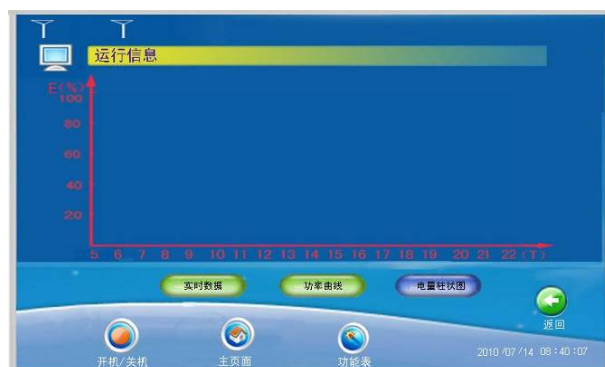 运行信息
E(%)
100
80
60
40
20
5 6 7 8 9 10 11 12 13 14 15 16 17 18 19 20 21 22 (T)
实时数据 功率曲线 电量柱状图
返回
开机/关机 主页面 功能表
2010/07/14 08:40:07